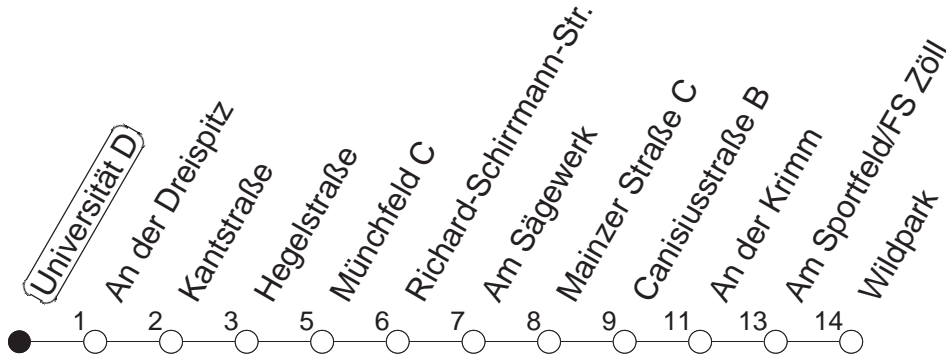 Universität D
An der Dreispitz
Kantstraße
Hegelstraße
Münchfeld C
Richard-Schirrmann-Str.
Am Sägewerk
Mainzer Straße C
Canisiusstraße B
An der Krimm
Am Sportfeld/FS Zöll
Wildpark
1 2 3 5 6 7 8 9 11 13 14